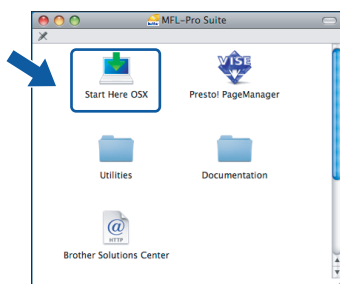 MFL-Pro Suite
Start Here OSX
Presto! PageManager
VISE
Utilities
Documentation
@
HTTP
Brother Solutions Center